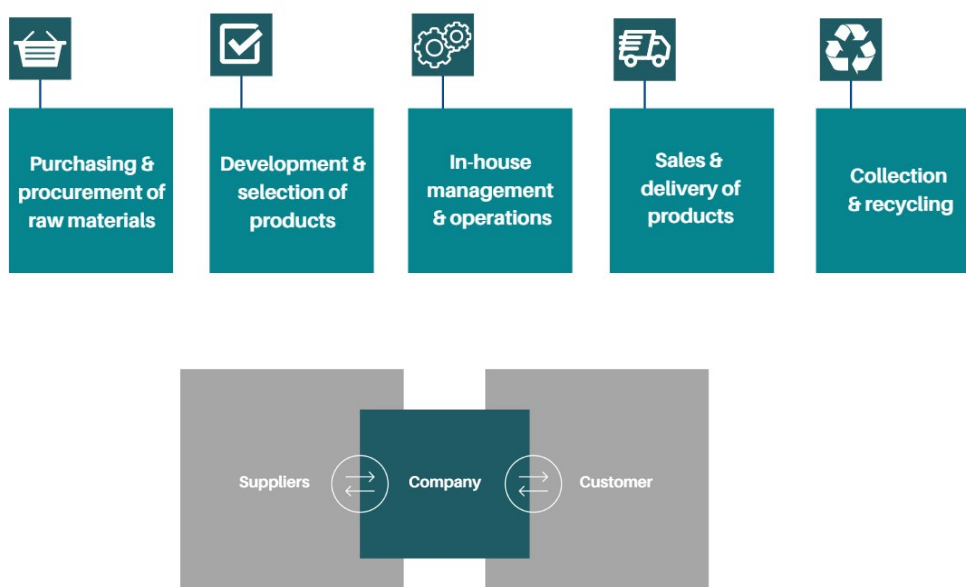 Purchasing &
procurement of
raw materials
Development &
selection of
products
In-house
management
& operations
Sales &
delivery of
products
Collection
& recycling
Suppliers
Company
Customer